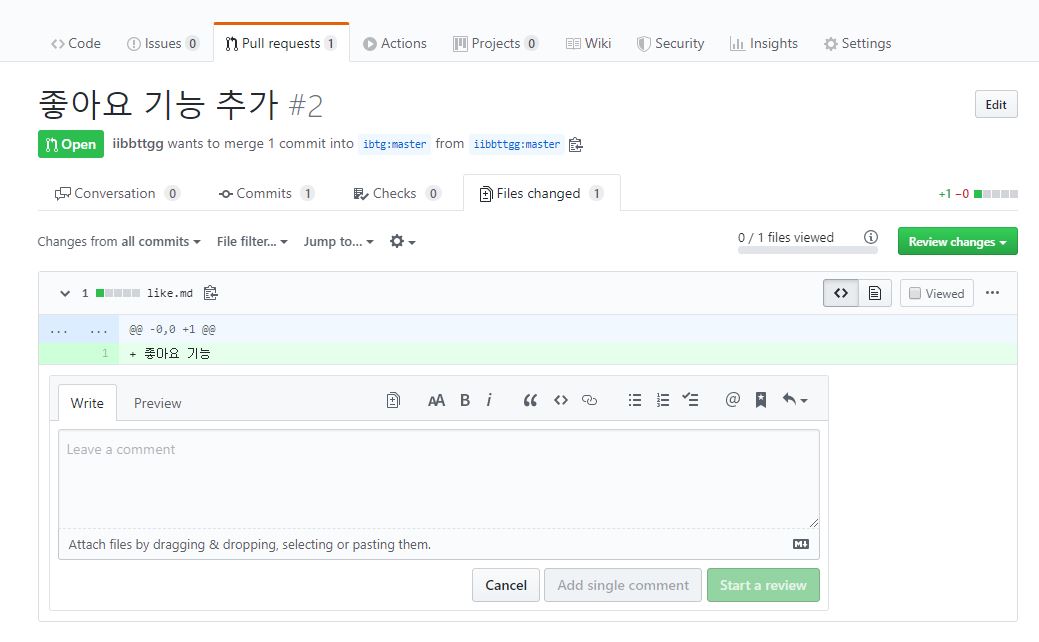 Code Issues 0 Pull requests 1 Actions Projects 0 Wiki Security Insights Settings
좋아요 기능 추가 #2
Edit
Open iibbttgg wants to merge 1 commit into ibtg:master from iibbttgg:master
Conversation 0 Commits 1 Checks 0 Files changed 1 +1 −0
Changes from all commits File filter... Jump to... 0 / 1 files viewed Review changes
1 like.md Viewed ...
... ... @@ -0,0 +1 @@
1 + 좋아요 기능
Write Preview AA B i “ <> @
Leave a comment
Attach files by dragging & dropping, selecting or pasting them.
Cancel Add single comment Start a review